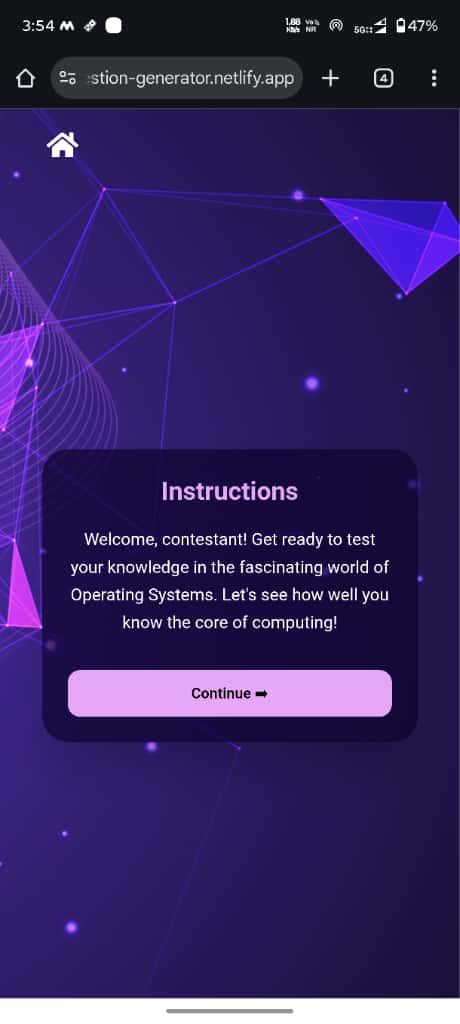 3:54
1.88 KB/s
Vo NR
5G
47%
stion-generator.netlify.app
4
Instructions
Welcome, contestant! Get ready to test
your knowledge in the fascinating world of
Operating Systems. Let's see how well you
know the core of computing!
Continue ➡